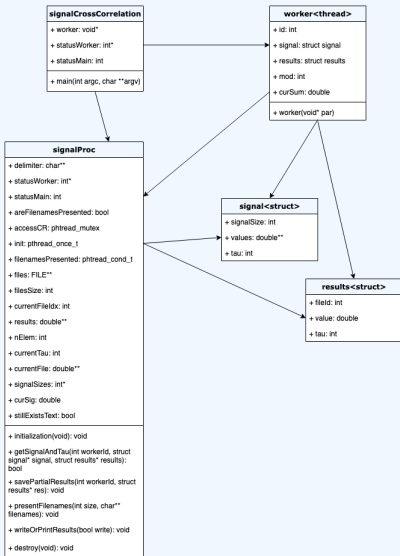 signalCrossCorrelation
+ worker: void*
+ statusWorker: int*
+ statusMain: int
+ main(int argc, char **argv)
worker<thread>
+ id: int
+ signal: struct signal
+ results: struct results
+ mod: int
+ curSum: double
+ worker(void* par)
signalProc
+ delimiter: char**
+ statusWorker: int*
+ statusMain: int
+ areFilenamesPresented: bool
+ accessCR: phtread_mutex
+ init: pthread_once_t
+ filenamesPresented: phtread_cond_t
+ files: FILE**
+ filesSize: int
+ currentFileIdx: int
+ results: double**
+ nElem: int
+ currentTau: int
+ currentFile: double**
+ signalSizes: int*
+ curSig: double
+ stillExistsText: bool
+ initialization(void): void
+ getSignalAndTau(int workerId, struct
signal* signal, struct results* results):
bool
+ savePartialResults(int workerId, struct
results* res): void
+ presentFilenames(int size, char**
filenames): void
+ writeOrPrintResults(bool write): void
+ destroy(void): void
signal<struct>
+ signalSize: int
+ values: double**
+ tau: int
results<struct>
+ fileId: int
+ value: double
+ tau: int